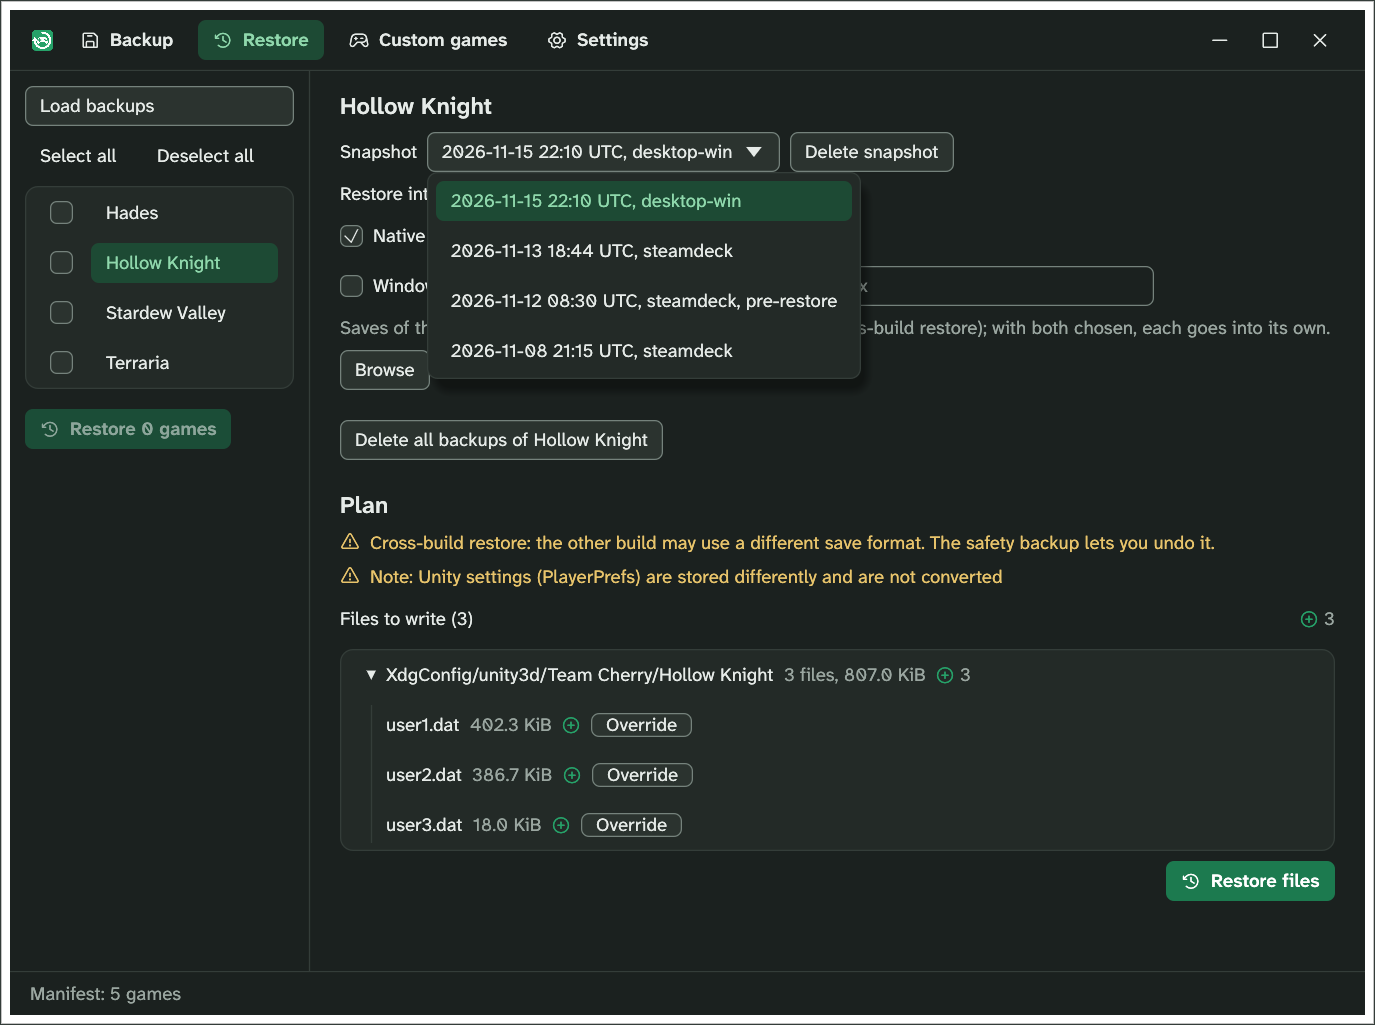 Backup
Restore
Custom games
Settings
Load backups
Select all
Deselect all
Hades
Hollow Knight
Stardew Valley
Terraria
Restore 0 games
Hollow Knight
Snapshot
2026-11-15 22:10 UTC, desktop-win
Delete snapshot
Restore int
2026-11-15 22:10 UTC, desktop-win
2026-11-13 18:44 UTC, steamdeck
2026-11-12 08:30 UTC, steamdeck, pre-restore
2026-11-08 21:15 UTC, steamdeck
Native
Windo
x
Saves of th
s-build restore); with both chosen, each goes into its own.
Browse
Delete all backups of Hollow Knight
Plan
Cross-build restore: the other build may use a different save format. The safety backup lets you undo it.
Note: Unity settings (PlayerPrefs) are stored differently and are not converted
Files to write (3)
3
XdgConfig/unity3d/Team Cherry/Hollow Knight 3 files, 807.0 KiB 3
user1.dat 402.3 KiB Override
user2.dat 386.7 KiB Override
user3.dat 18.0 KiB Override
Restore files
Manifest: 5 games